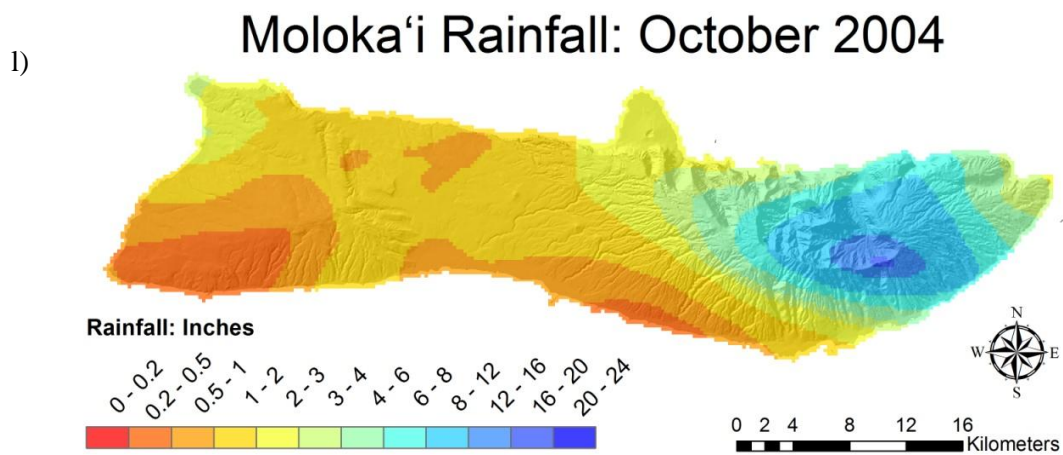 l)
Moloka‘i Rainfall: October 2004
Rainfall: Inches
0 - 0.2
0.2 - 0.5
0.5 - 1
1 - 2
2 - 3
3 - 4
4 - 6
6 - 8
8 - 12
12 - 16
16 - 20
20 - 24
N
W E
S
0 2 4 8 12 16
Kilometers